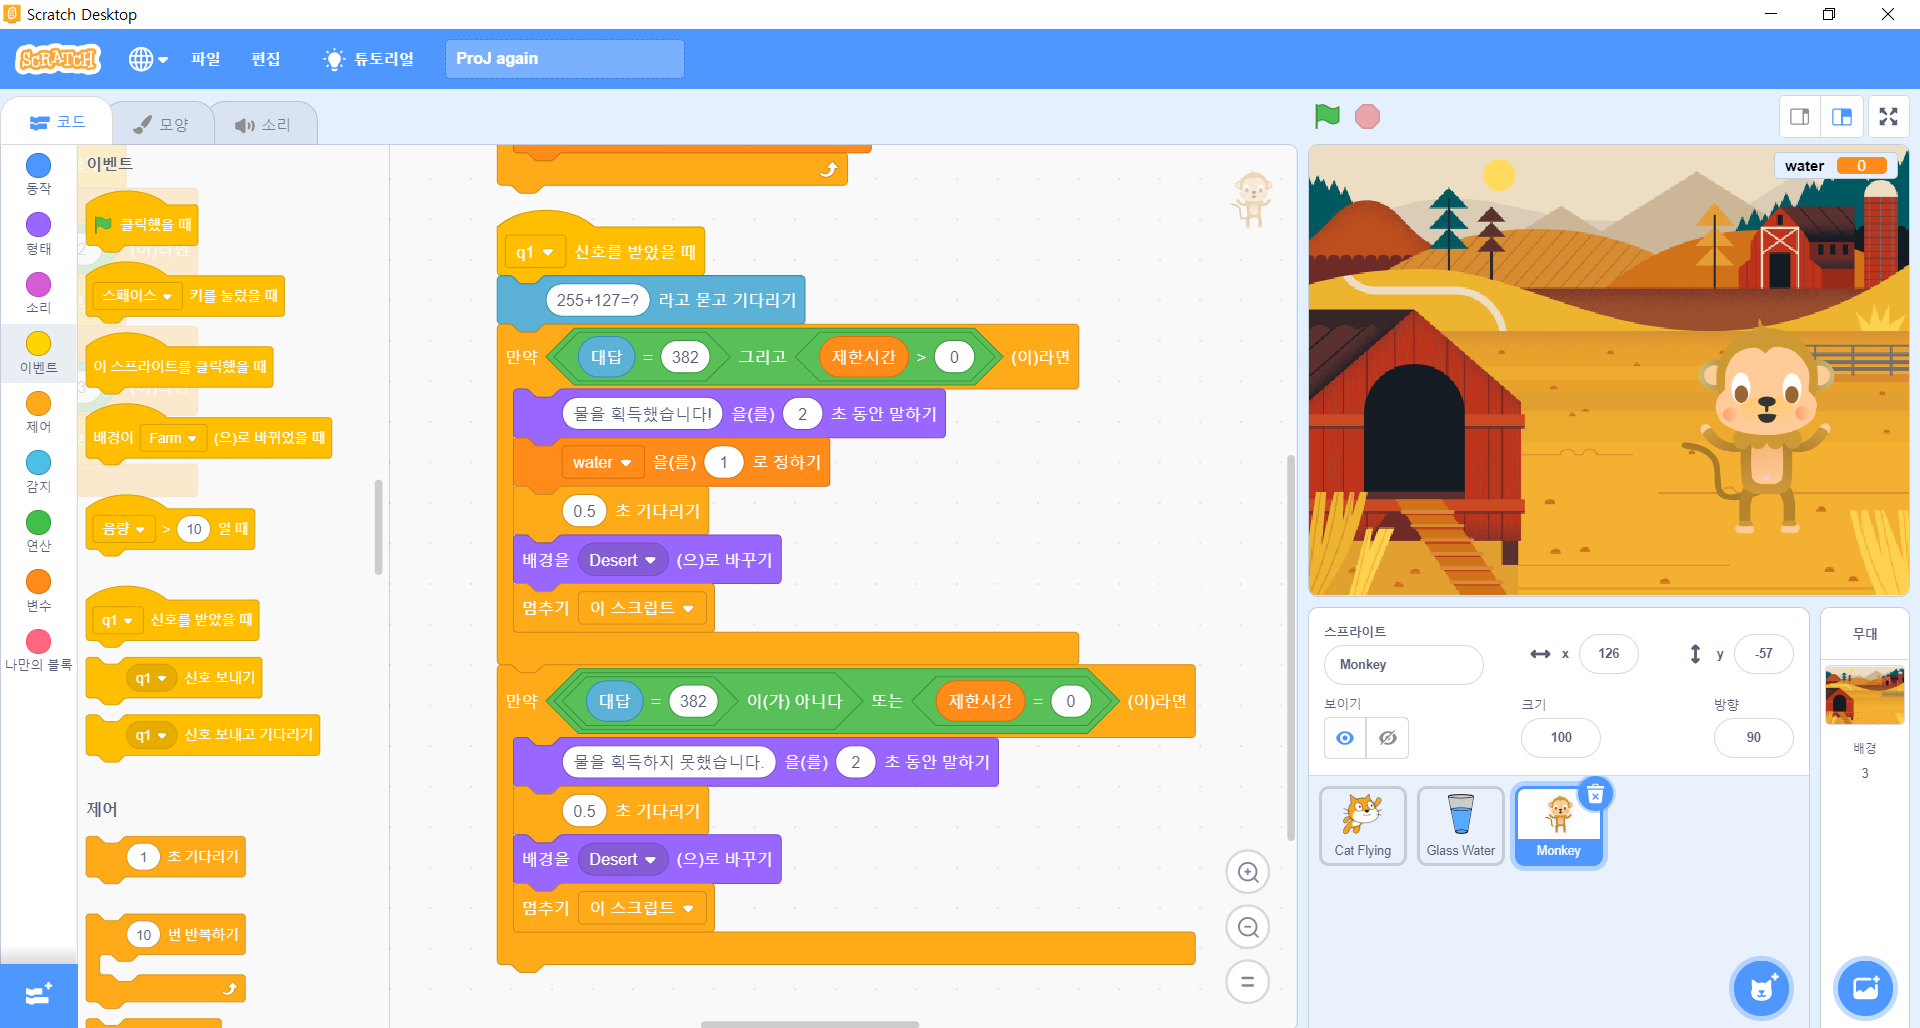 Scratch Desktop
SCRATCH
파일
편집
튜토리얼
ProJ again
코드
모양
소리
동작
형태
소리
이벤트
제어
감지
연산
변수
나만의 블록
이벤트
클릭했을 때
스페이스 키를 눌렀을 때
이 스프라이트를 클릭했을 때
배경이 Farm (으)로 바뀌었을 때
음량 > 10 일 때
q1 신호를 받았을 때
q1 신호 보내기
q1 신호 보내고 기다리기
제어
1 초 기다리기
10 번 반복하기
q1 신호를 받았을 때
255+127=? 라고 묻고 기다리기
만약 대답 = 382 그리고 제한시간 > 0 (이)라면
물을 획득했습니다! 을(를) 2 초 동안 말하기
water 을(를) 1 로 정하기
0.5 초 기다리기
배경을 Desert (으)로 바꾸기
멈추기 이 스크립트
만약 대답 = 382 이(가) 아니다 또는 제한시간 = 0 (이)라면
물을 획득하지 못했습니다. 을(를) 2 초 동안 말하기
0.5 초 기다리기
배경을 Desert (으)로 바꾸기
멈추기 이 스크립트
water 0
스프라이트
Monkey
x 126
y -57
보이기
크기
100
방향
90
Cat Flying
Glass Water
Monkey
무대
배경
3